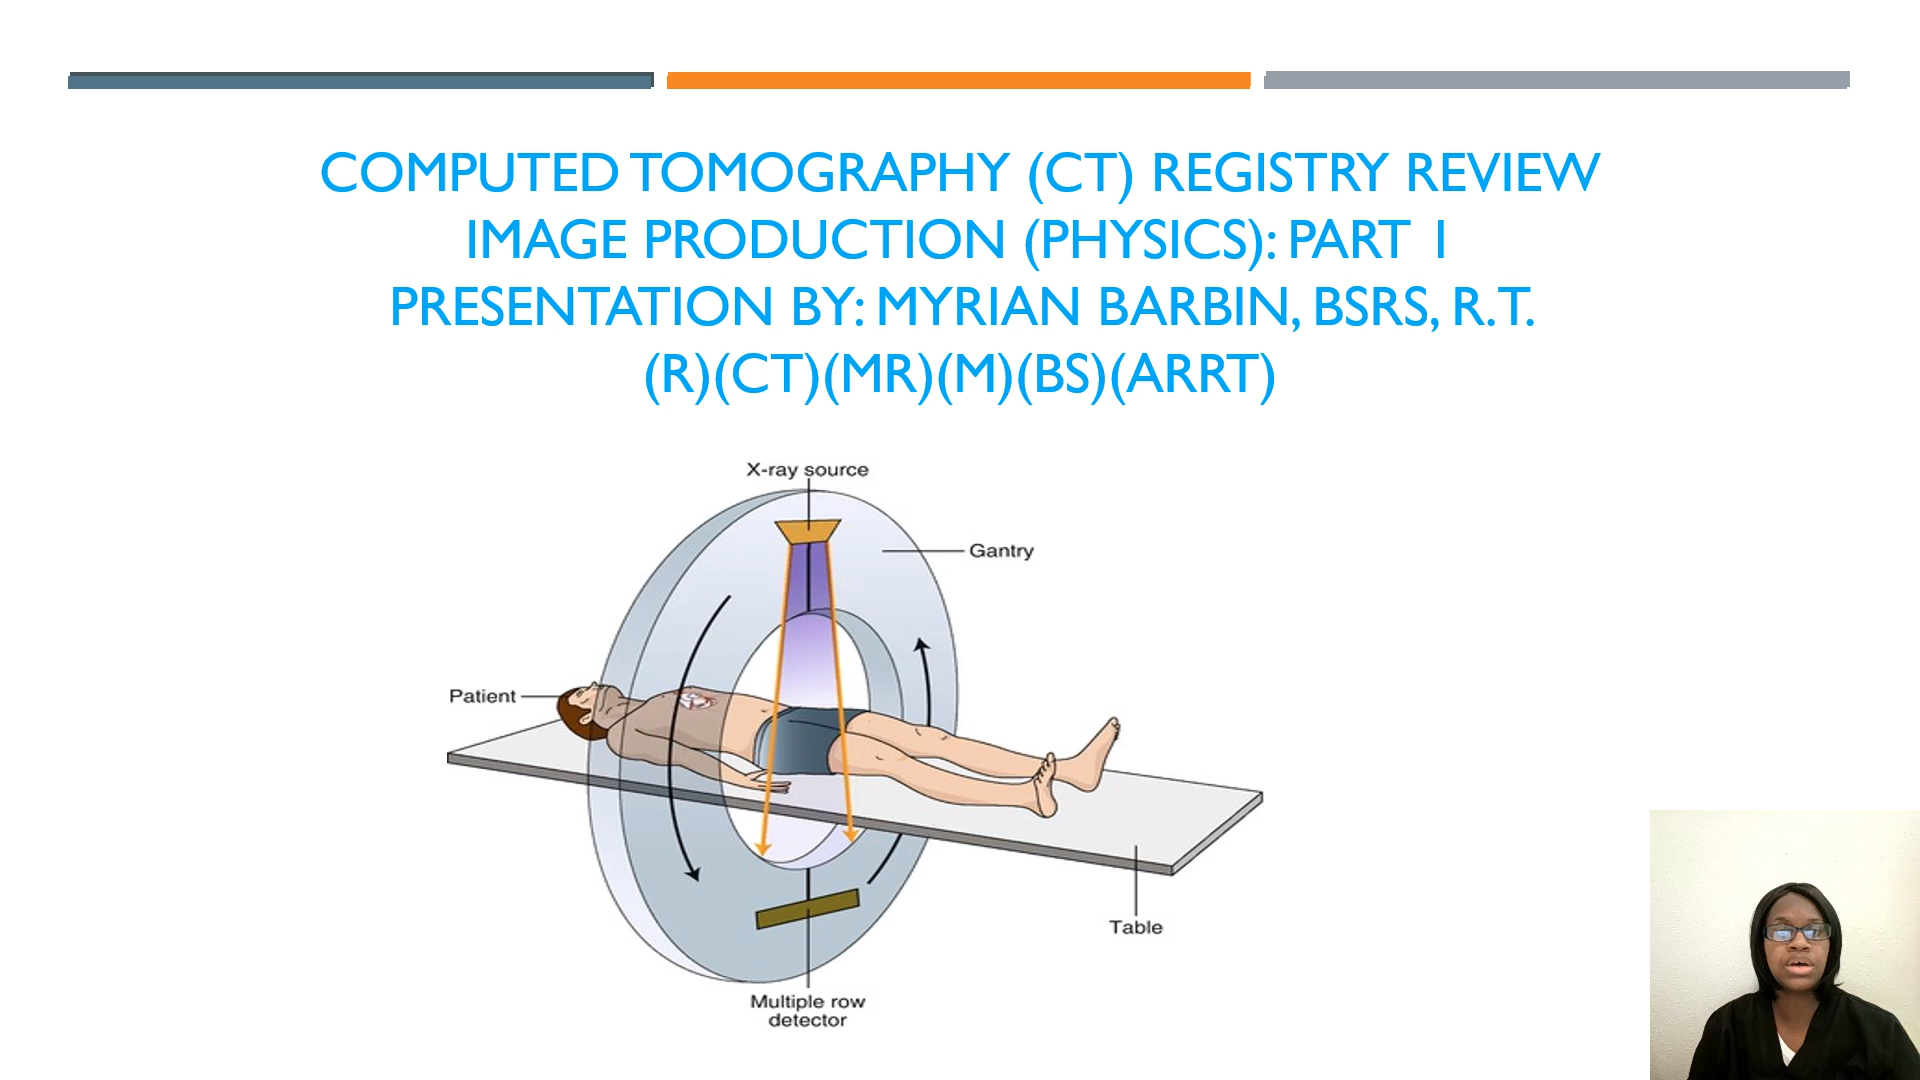 COMPUTED TOMOGRAPHY (CT) REGISTRY REVIEW
IMAGE PRODUCTION (PHYSICS): PART 1
PRESENTATION BY: MYRIAN BARBIN, BSRS, R.T.
(R)(CT)(MR)(M)(BS)(ARRT)
X-ray source
Gantry
Patient
Table
Multiple row
detector